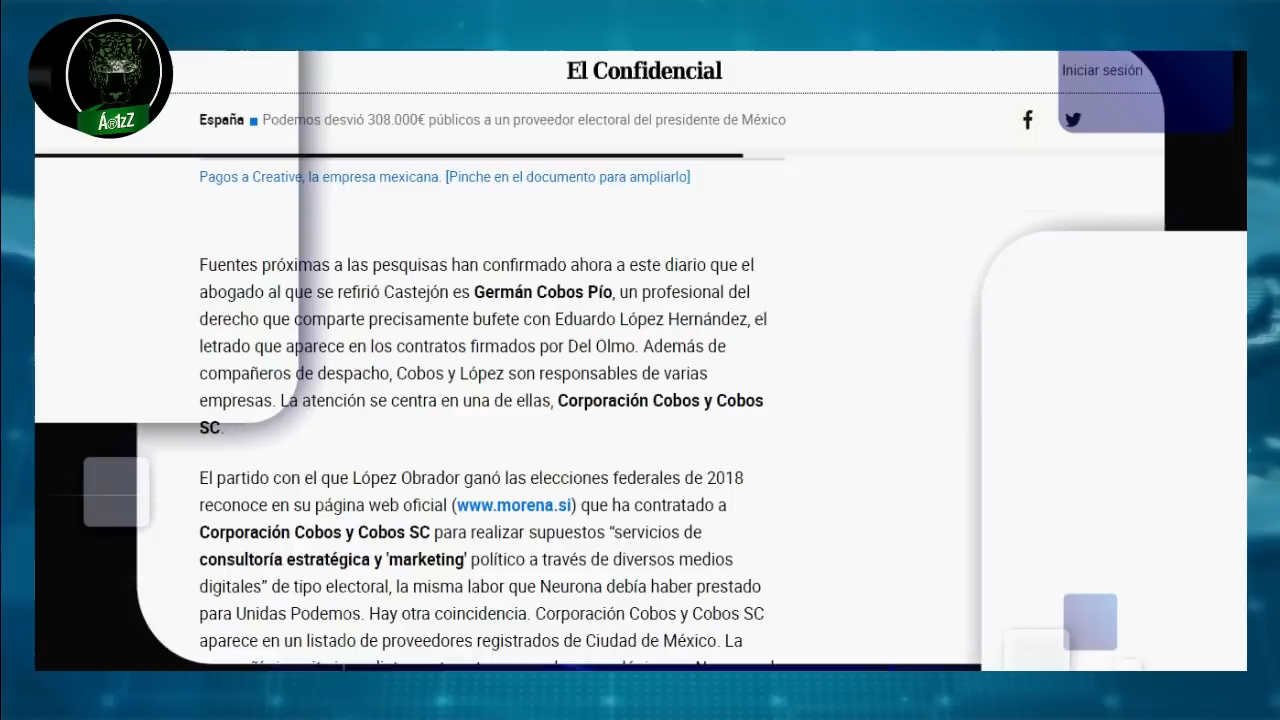 El Confidencial
Iniciar sesión
España ■ Podemos desvió 308.000€ públicos a un proveedor electoral del presidente de México
Pagos a Creative, la empresa mexicana. [Pinche en el documento para ampliarlo]
Fuentes próximas a las pesquisas han confirmado ahora a este diario que el
abogado al que se refirió Castejón es Germán Cobos Pío, un profesional del
derecho que comparte precisamente bufete con Eduardo López Hernández, el
letrado que aparece en los contratos firmados por Del Olmo. Además de
compañeros de despacho, Cobos y López son responsables de varias
empresas. La atención se centra en una de ellas, Corporación Cobos y Cobos
SC.
El partido con el que López Obrador ganó las elecciones federales de 2018
reconoce en su página web oficial (www.morena.si) que ha contratado a
Corporación Cobos y Cobos SC para realizar supuestos “servicios de
consultoría estratégica y 'marketing' político a través de diversos medios
digitales” de tipo electoral, la misma labor que Neurona debía haber prestado
para Unidas Podemos. Hay otra coincidencia. Corporación Cobos y Cobos SC
aparece en un listado de proveedores registrados de Ciudad de México. La